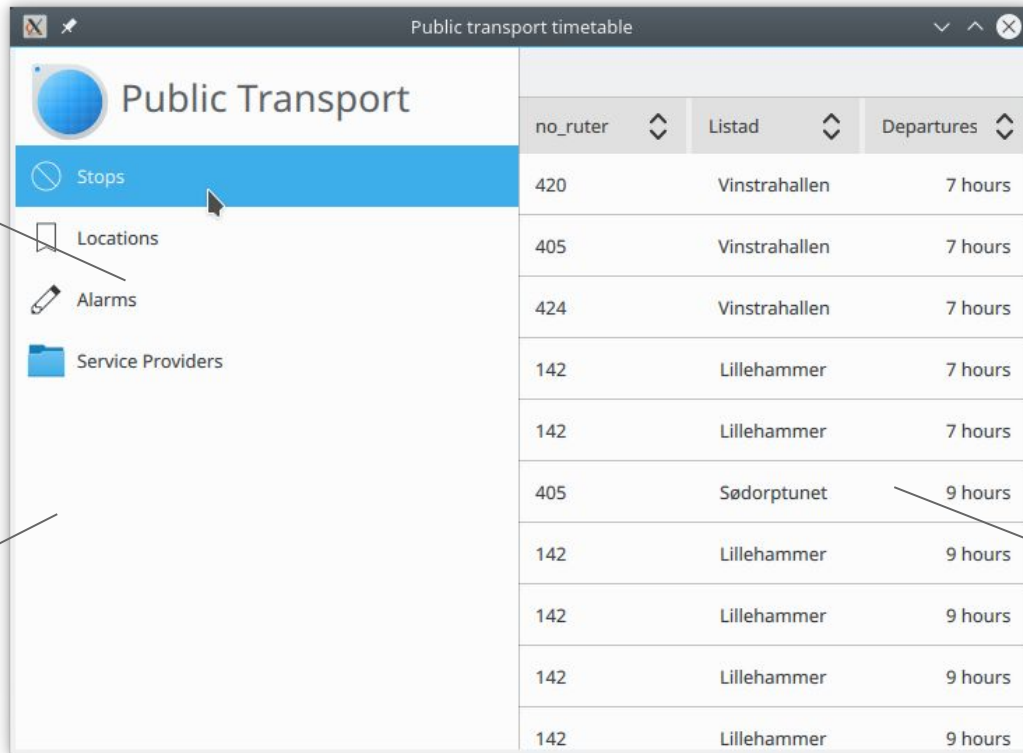 Public transport timetable
Public Transport
Stops
Locations
Alarms
Service Providers
no_ruter Listad Departures
420 Vinstrahallen 7 hours
405 Vinstrahallen 7 hours
424 Vinstrahallen 7 hours
142 Lillehammer 7 hours
142 Lillehammer 7 hours
405 Sødorptunet 9 hours
142 Lillehammer 9 hours
142 Lillehammer 9 hours
142 Lillehammer 9 hours
142 Lillehammer 9 hours